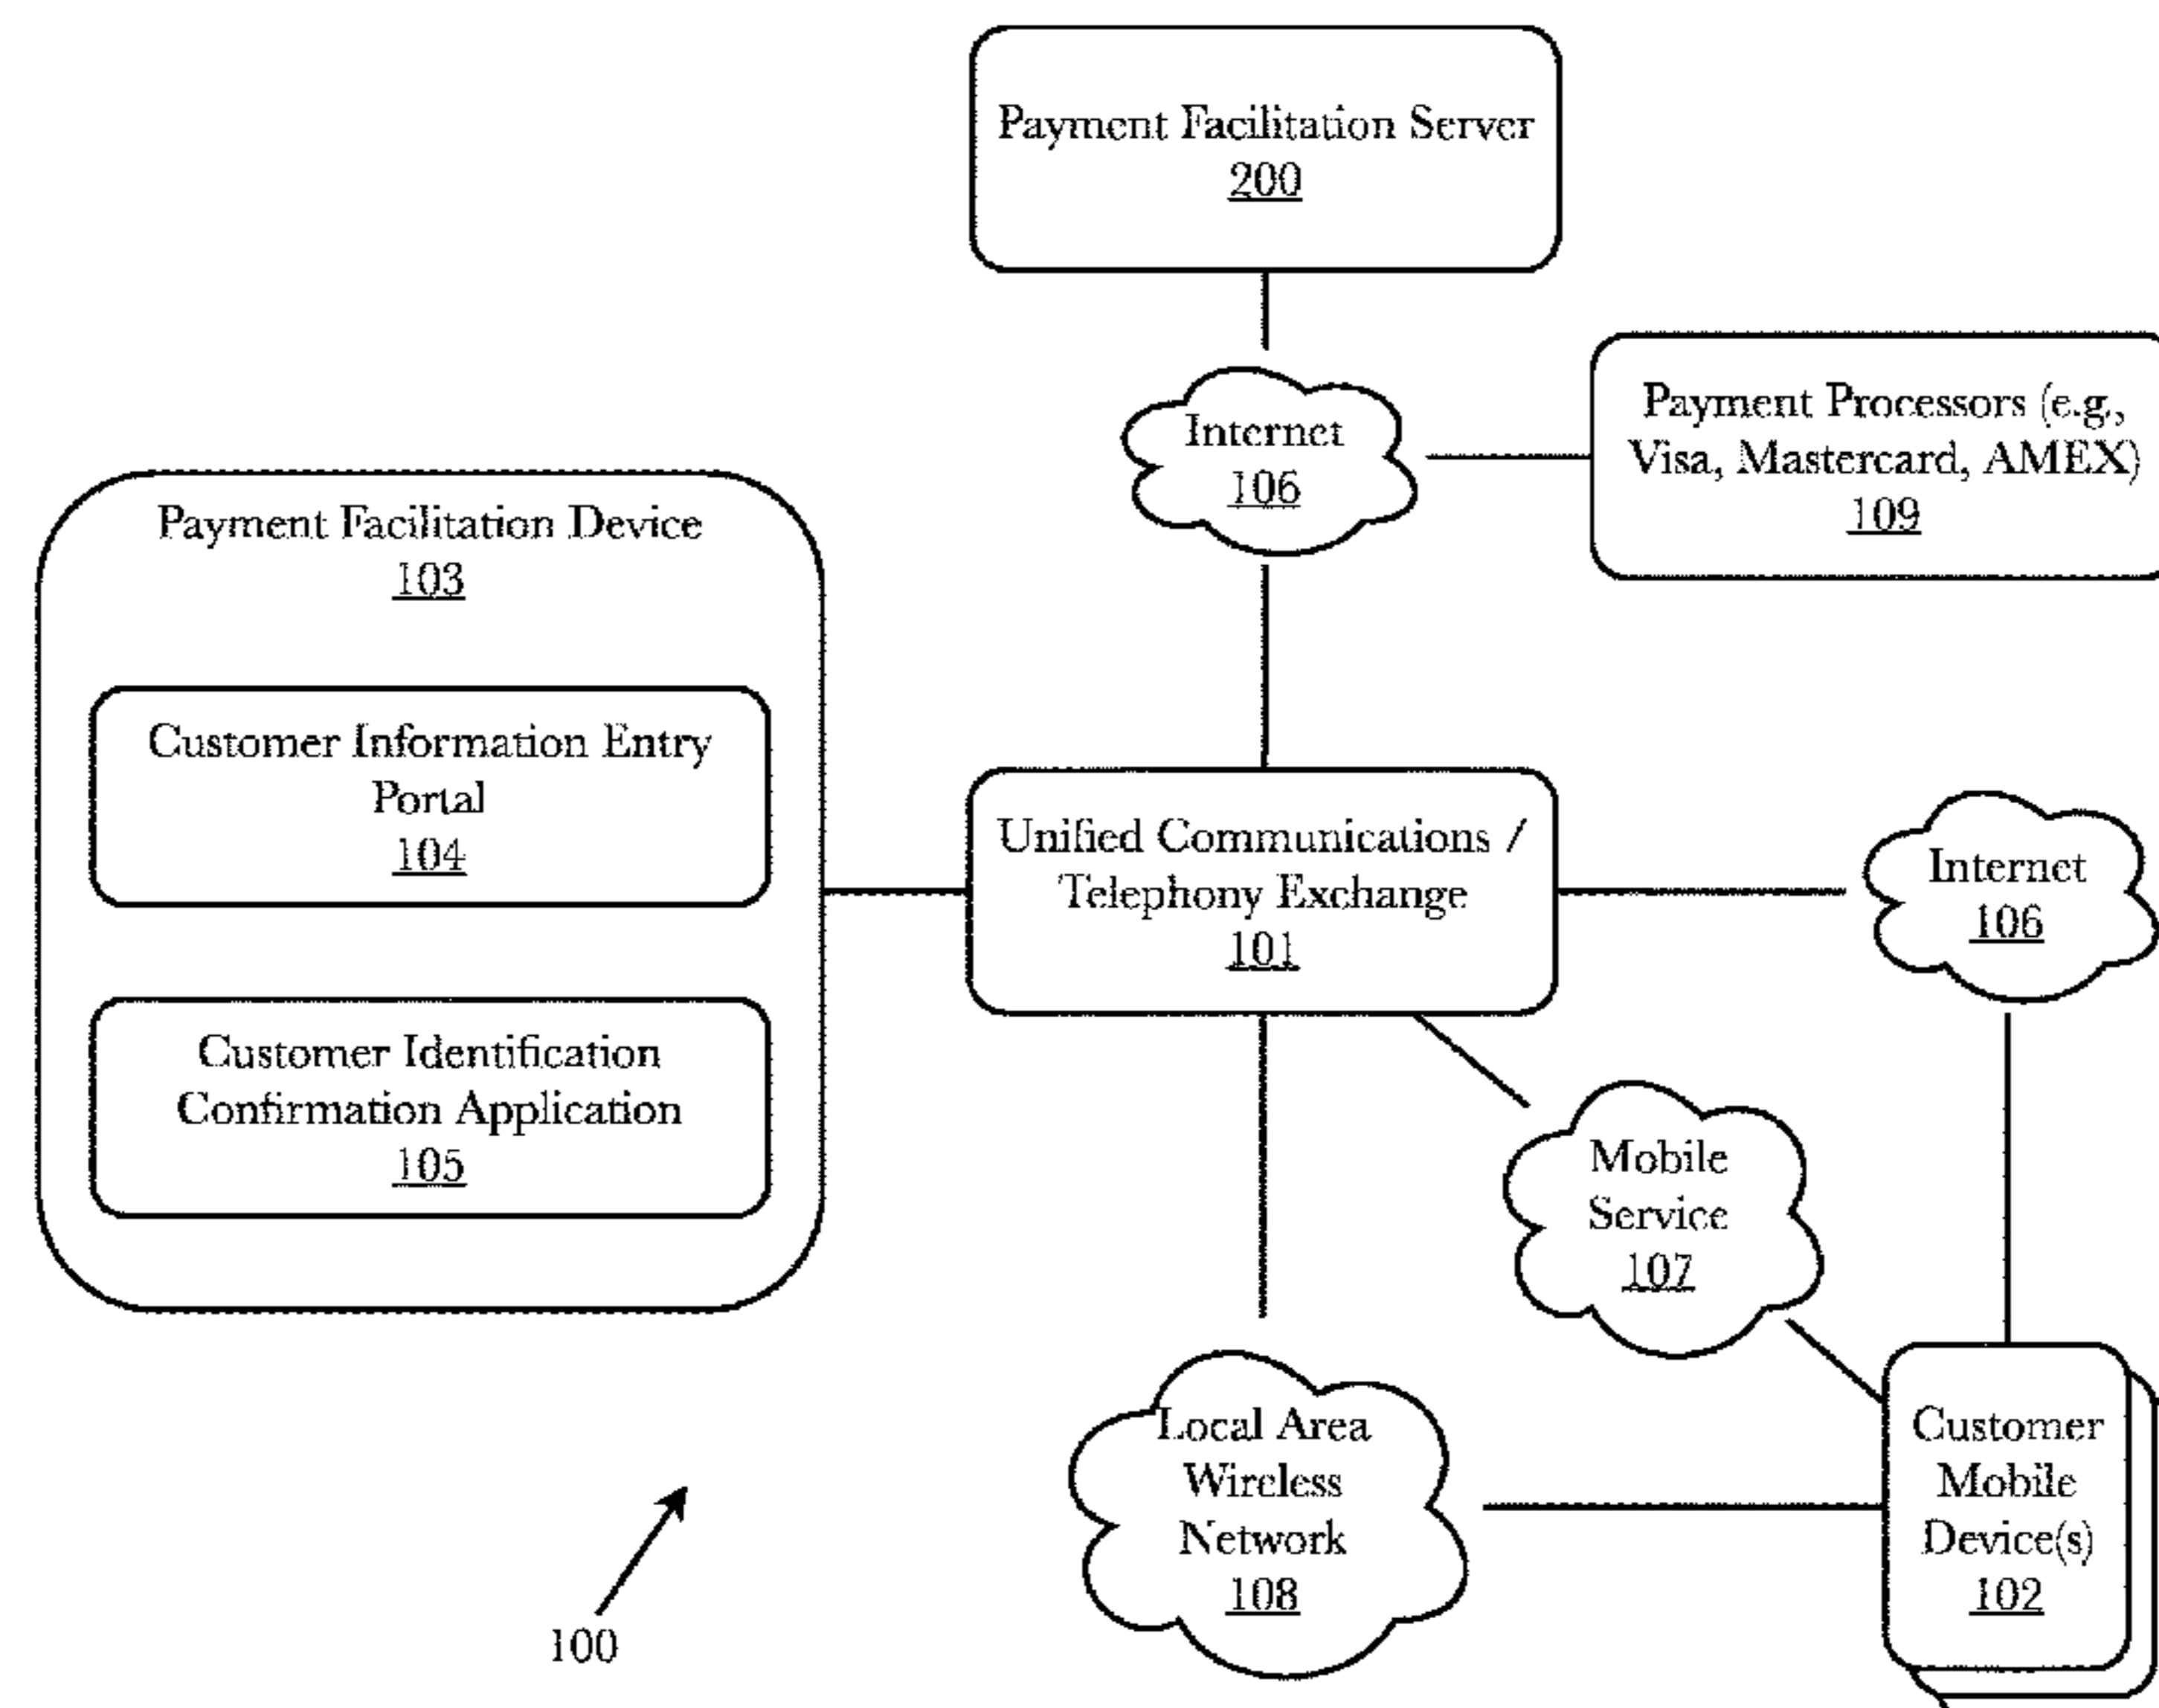 Payment Facilitation Server
200
Internet
106
Payment Processors (e.g.,
Visa, Mastercard, AMEX)
109
Payment Facilitation Device
103
Customer Information Entry
Portal
104
Customer Identification
Confirmation Application
105
Unified Communications /
Telephony Exchange
101
Internet
106
Mobile
Service
107
Local Area
Wireless
Network
108
Customer
Mobile
Device(s)
102
100